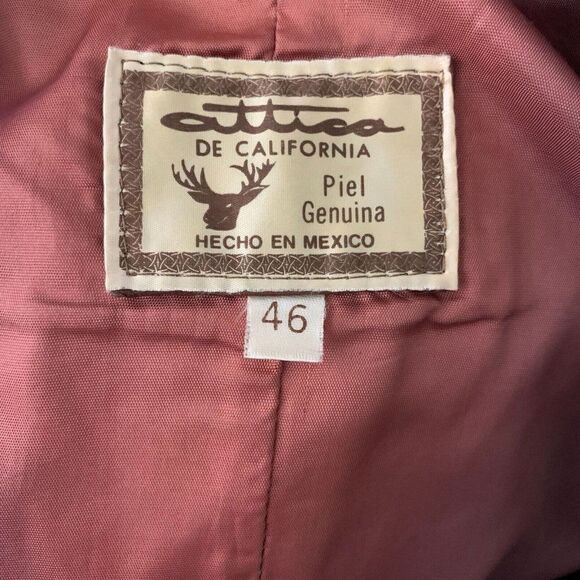 attica
DE CALIFORNIA
Piel
Genuina
HECHO EN MEXICO
46